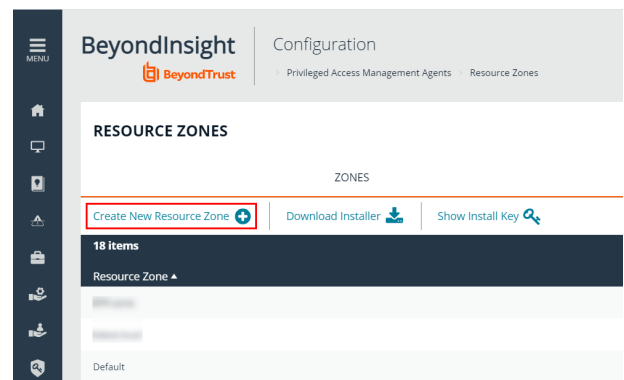 MENU
BeyondInsight
BeyondTrust
Configuration
Privileged Access Management Agents > Resource Zones
RESOURCE ZONES
ZONES
Create New Resource Zone
Download Installer
Show Install Key
18 items
Resource Zone
Default